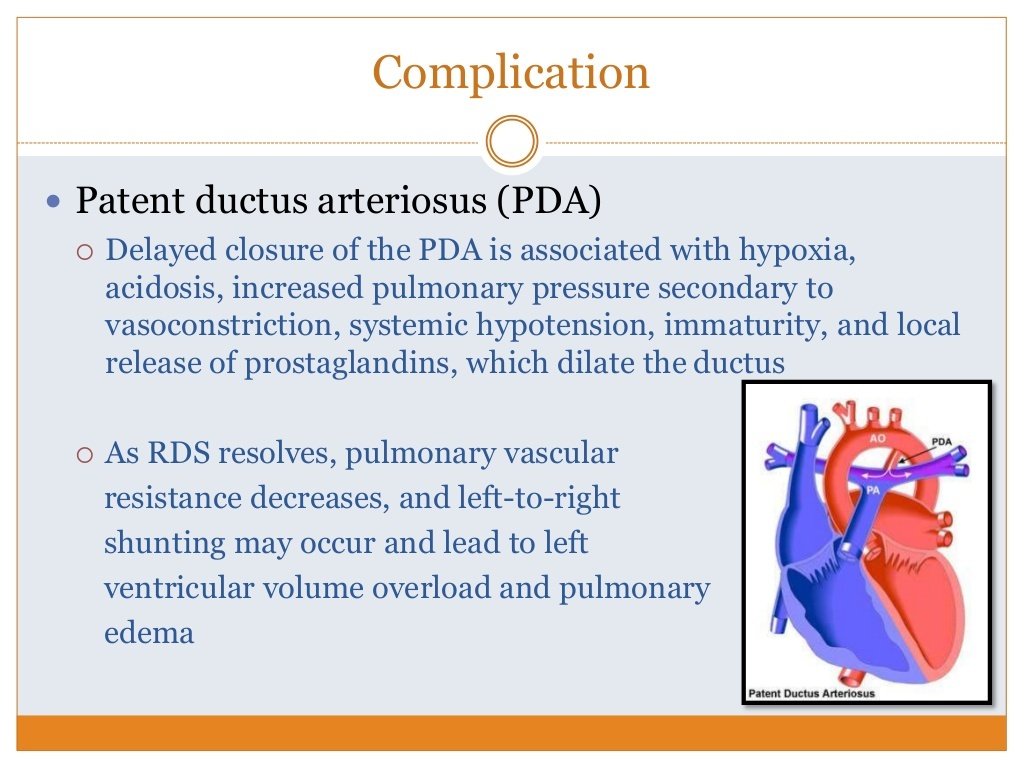 Complication
Patent ductus arteriosus (PDA)
Delayed closure of the PDA is associated with hypoxia,
acidosis, increased pulmonary pressure secondary to
vasoconstriction, systemic hypotension, immaturity, and local
release of prostaglandins, which dilate the ductus
As RDS resolves, pulmonary vascular
resistance decreases, and left-to-right
shunting may occur and lead to left
ventricular volume overload and pulmonary
edema
AO
PDA
PA
Patent Ductus Arteriosus